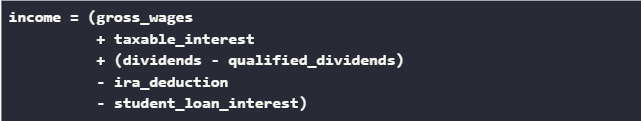 income = (gross_wages
+ taxable_interest
+ (dividends - qualified_dividends)
- ira_deduction
- student_loan_interest)